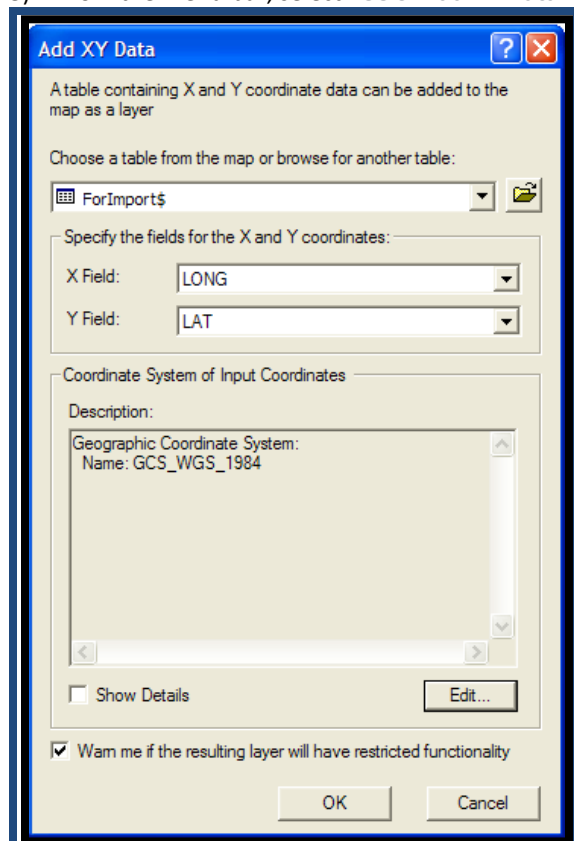 Add XY Data
A table containing X and Y coordinate data can be added to the
map as a layer
Choose a table from the map or browse for another table:
ForImport$
Specify the fields for the X and Y coordinates:
X Field:
LONG
Y Field:
LAT
Coordinate System of Input Coordinates
Description:
Geographic Coordinate System:
Name: GCS_WGS_1984
Show Details
Edit...
Warn me if the resulting layer will have restricted functionality
OK
Cancel